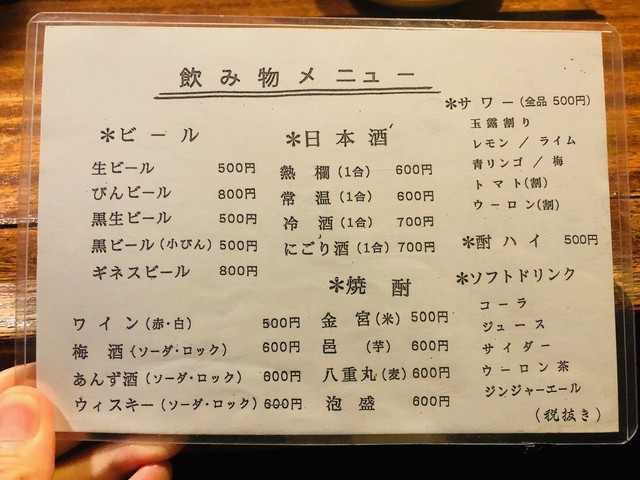 飲み物メニュー
*ビール
生ビール 500円
びんビール 800円
黒生ビール 500円
黒ビール(小びん) 500円
ギネスビール 800円
ワイン(赤・白) 500円
梅酒(ソーダ・ロック) 600円
あんず酒(ソーダ・ロック) 600円
ウィスキー(ソーダ・ロック) 600円
*日本酒
熱欄(1合) 600円
常温(1合) 600円
冷酒(1合) 700円
にごり酒(1合) 700円
*焼酎
金宮(米) 500円
邑(芋) 600円
八重丸(麦) 600円
泡盛 600円
*サワー(全品 500円)
玉露割り
レモン / ライム
青リンゴ / 梅
トマト(割)
ウーロン(割)
*酎ハイ 500円
*ソフトドリンク
コーラ
ジュース
サイダー
ウーロン茶
ジンジャーエール
(税抜き)